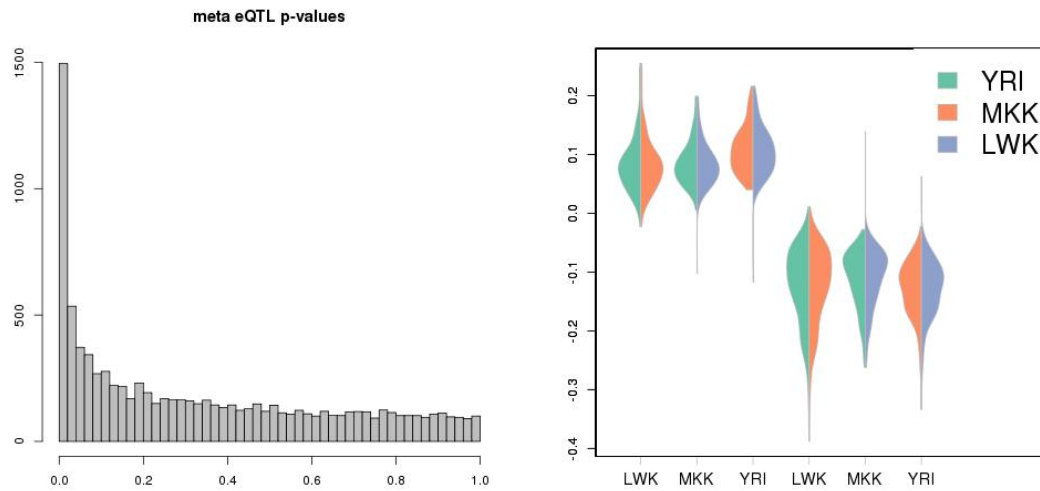 meta eQTL p-values
1500
1000
500
0
0.0 0.2 0.4 0.6 0.8 1.0
YRI
MKK
LWK
0.2
0.1
0.0
-0.1
-0.2
-0.3
-0.4
LWK MKK YRI LWK MKK YRI